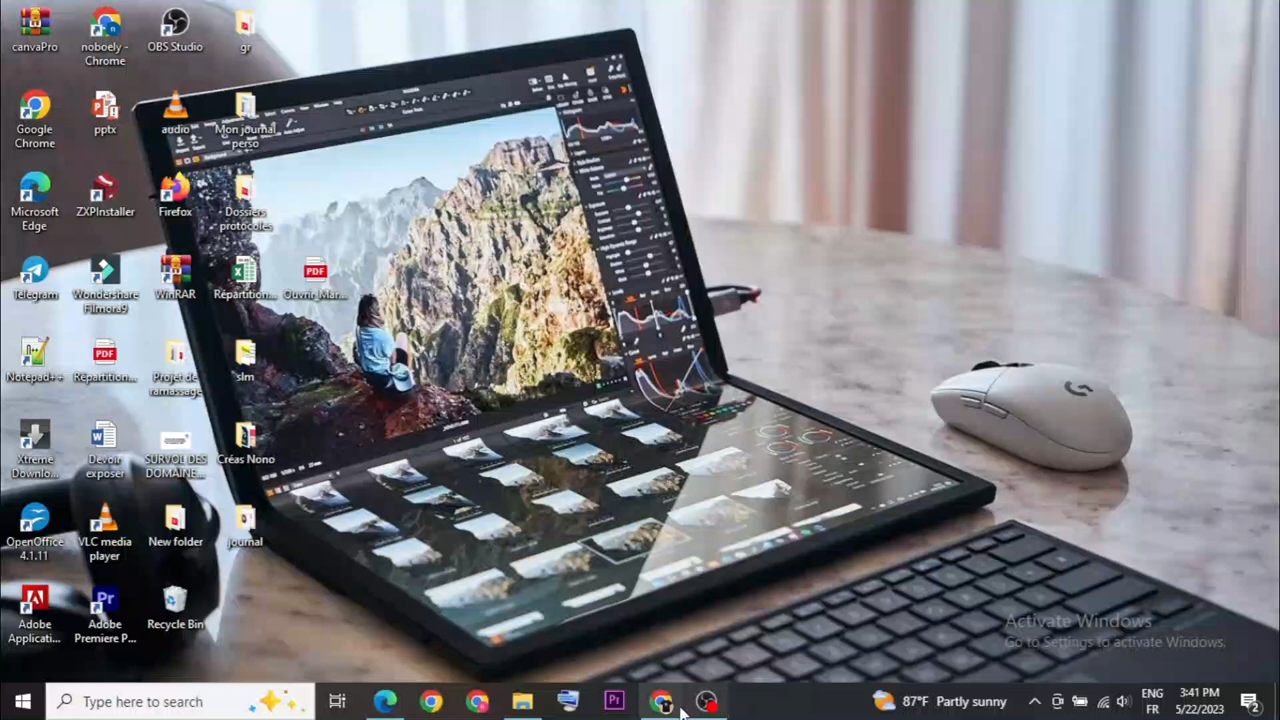 canvaPro
noboely -
Chrome
OBS Studio
gr
Google
Chrome
pptx
audio
Mon journal
perso
Microsoft
Edge
ZXPInstaller
Firefox
Dossiers
protocoles
Telegram
Wondershare
Filmora9
WinRAR
Répartition...
Ouvrir_Mar...
Notepad++
Répartition...
Projet de
ramassage
slm
Xtreme
Downlo...
Devoir
exposer
SURVOL DES
DOMAINE...
Créas Nono
OpenOffice
4.1.11
VLC media
player
New folder
journal
Adobe
Applicati...
Adobe
Premiere P...
Recycle Bin
Activate Windows
Go to Settings to activate Windows.
Type here to search
87°F Partly sunny
ENG
FR
3:41 PM
5/22/2023
2